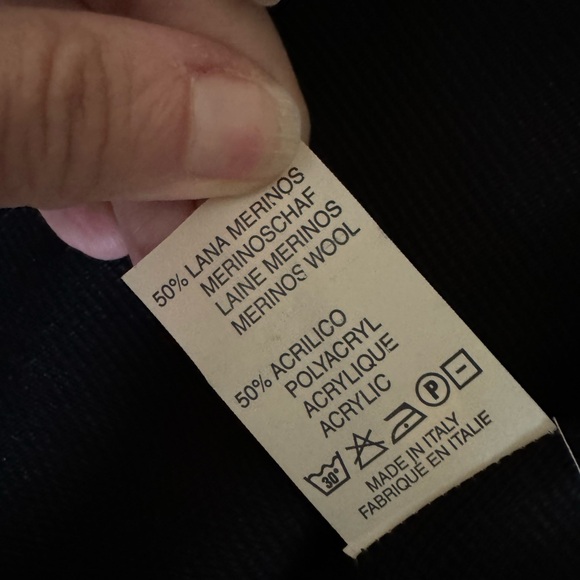 50% LANA MERINOS
MERINOSCHAF
LAINE MERINOS
MERINOS WOOL
50% ACRILICO
POLYACRYL
ACRYLIQUE
ACRYLIC
30° P
MADE IN ITALY
FABRIQUÉ EN ITALIE